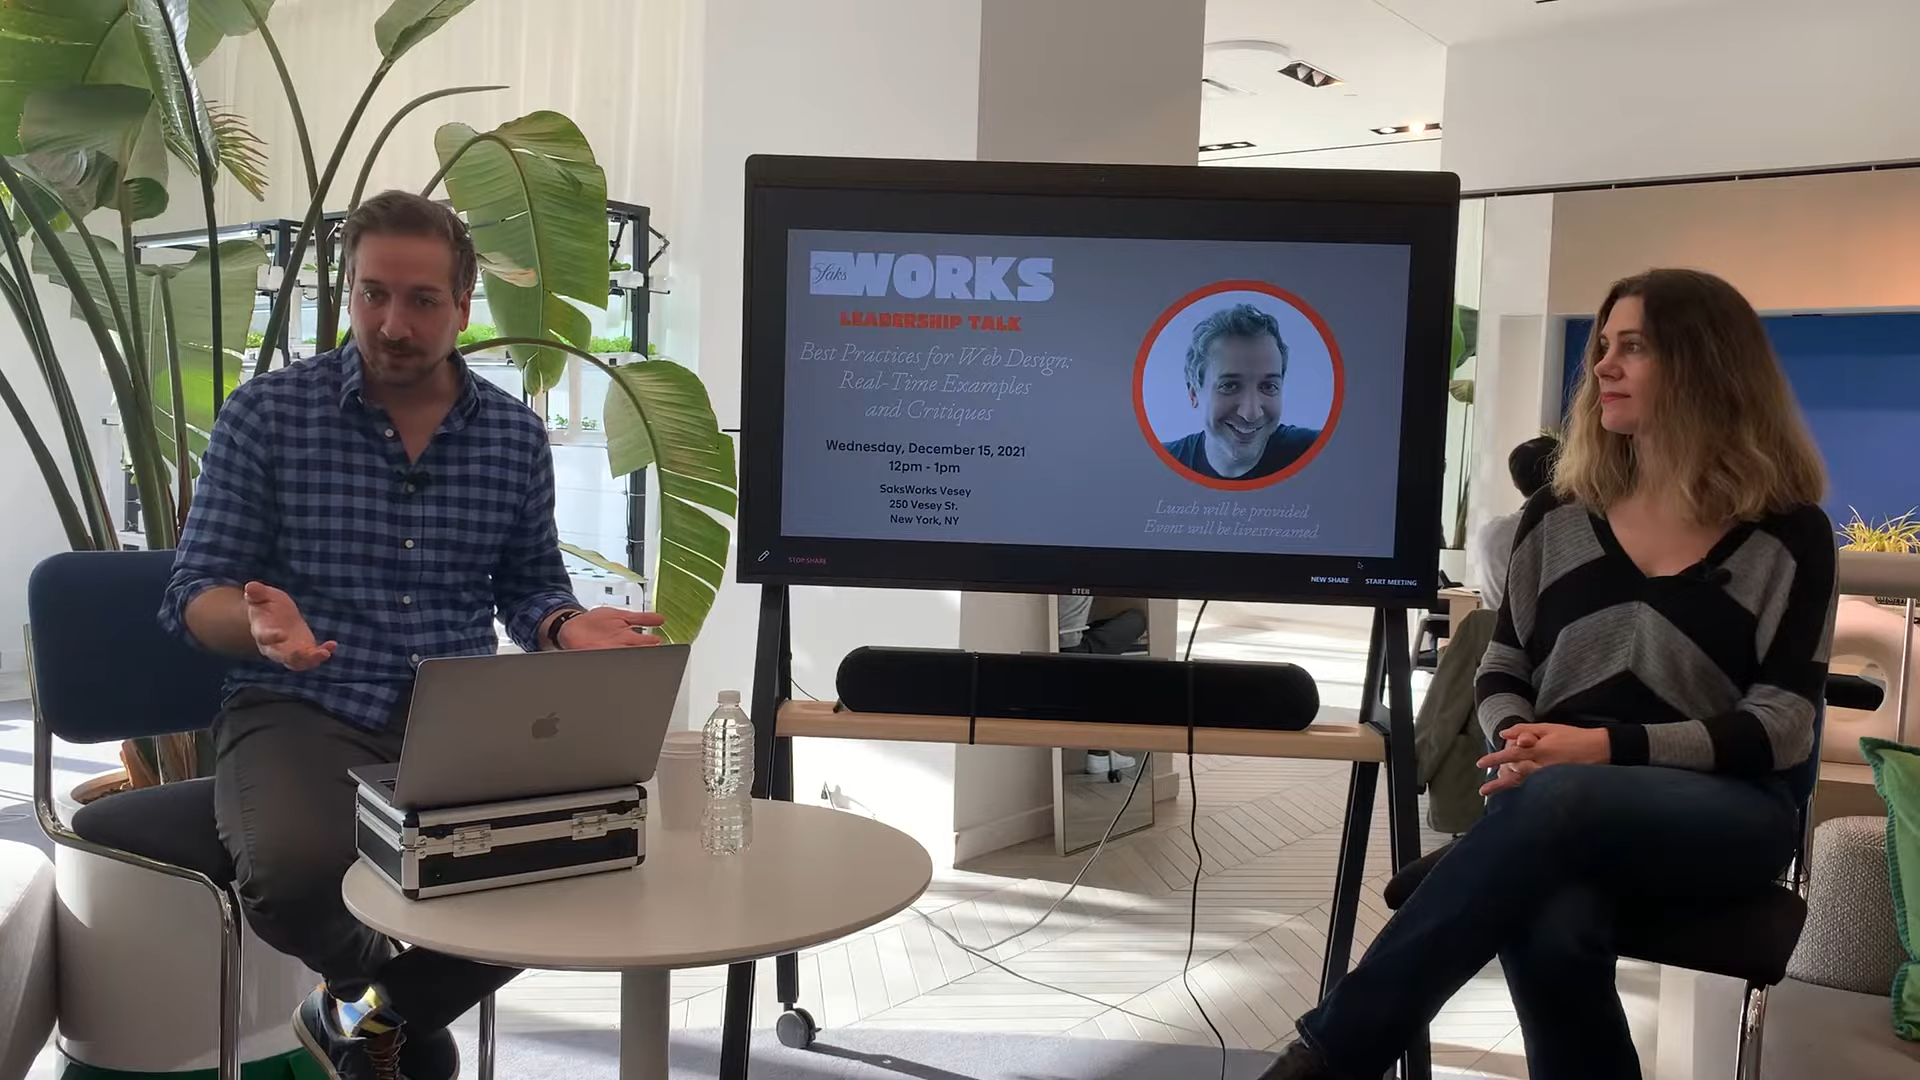 Saks WORKS
LEADERSHIP TALK
Best Practices for Web Design:
Real-Time Examples
and Critiques
Wednesday, December 15, 2021
12pm - 1pm
SaksWorks Vesey
250 Vesey St.
New York, NY
Lunch will be provided
Event will be livestreamed
STOP SHARE
NEW SHARE
START MEETING
DTEN